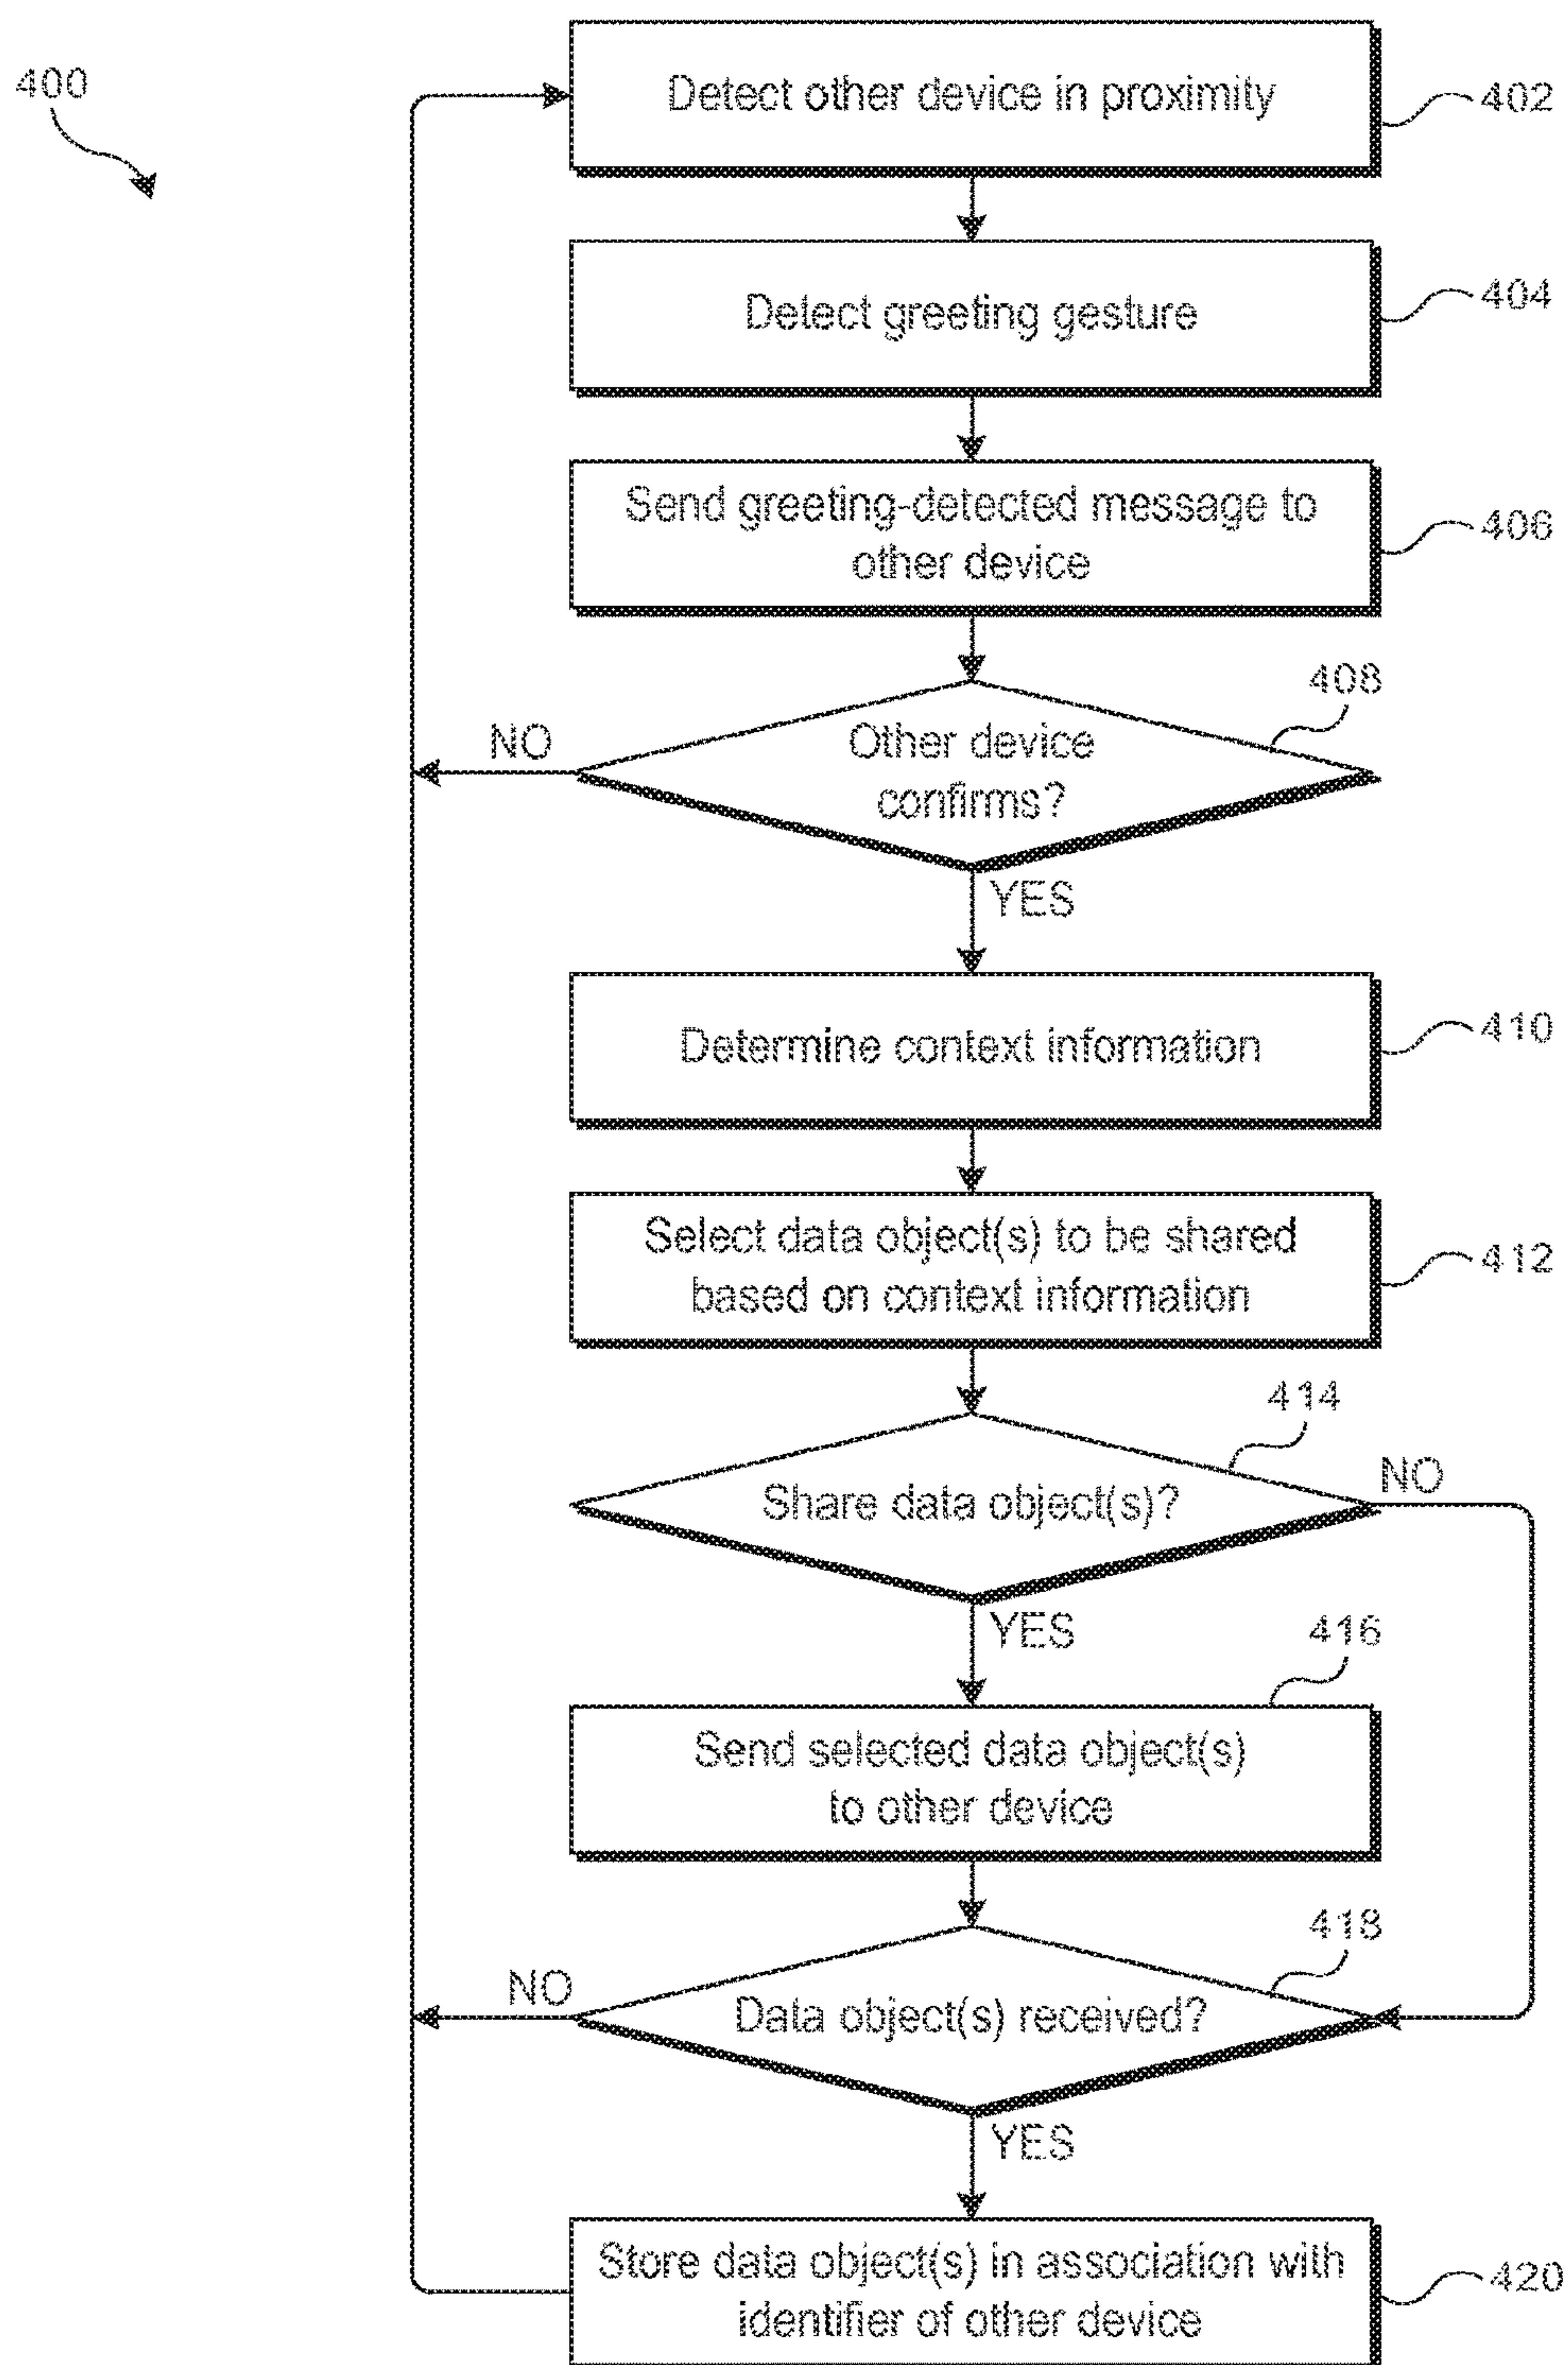 400
Detect other device in proximity
402
Detect greeting gesture
404
Send greeting-detected message to
other device
406
408
Other device
confirms?
NO
YES
Determine context information
410
Select data object(s) to be shared
based on context information
412
414
Share data object(s)?
NO
YES
416
Send selected data object(s)
to other device
418
Data object(s) received?
NO
YES
Store data object(s) in association with
identifier of other device
420